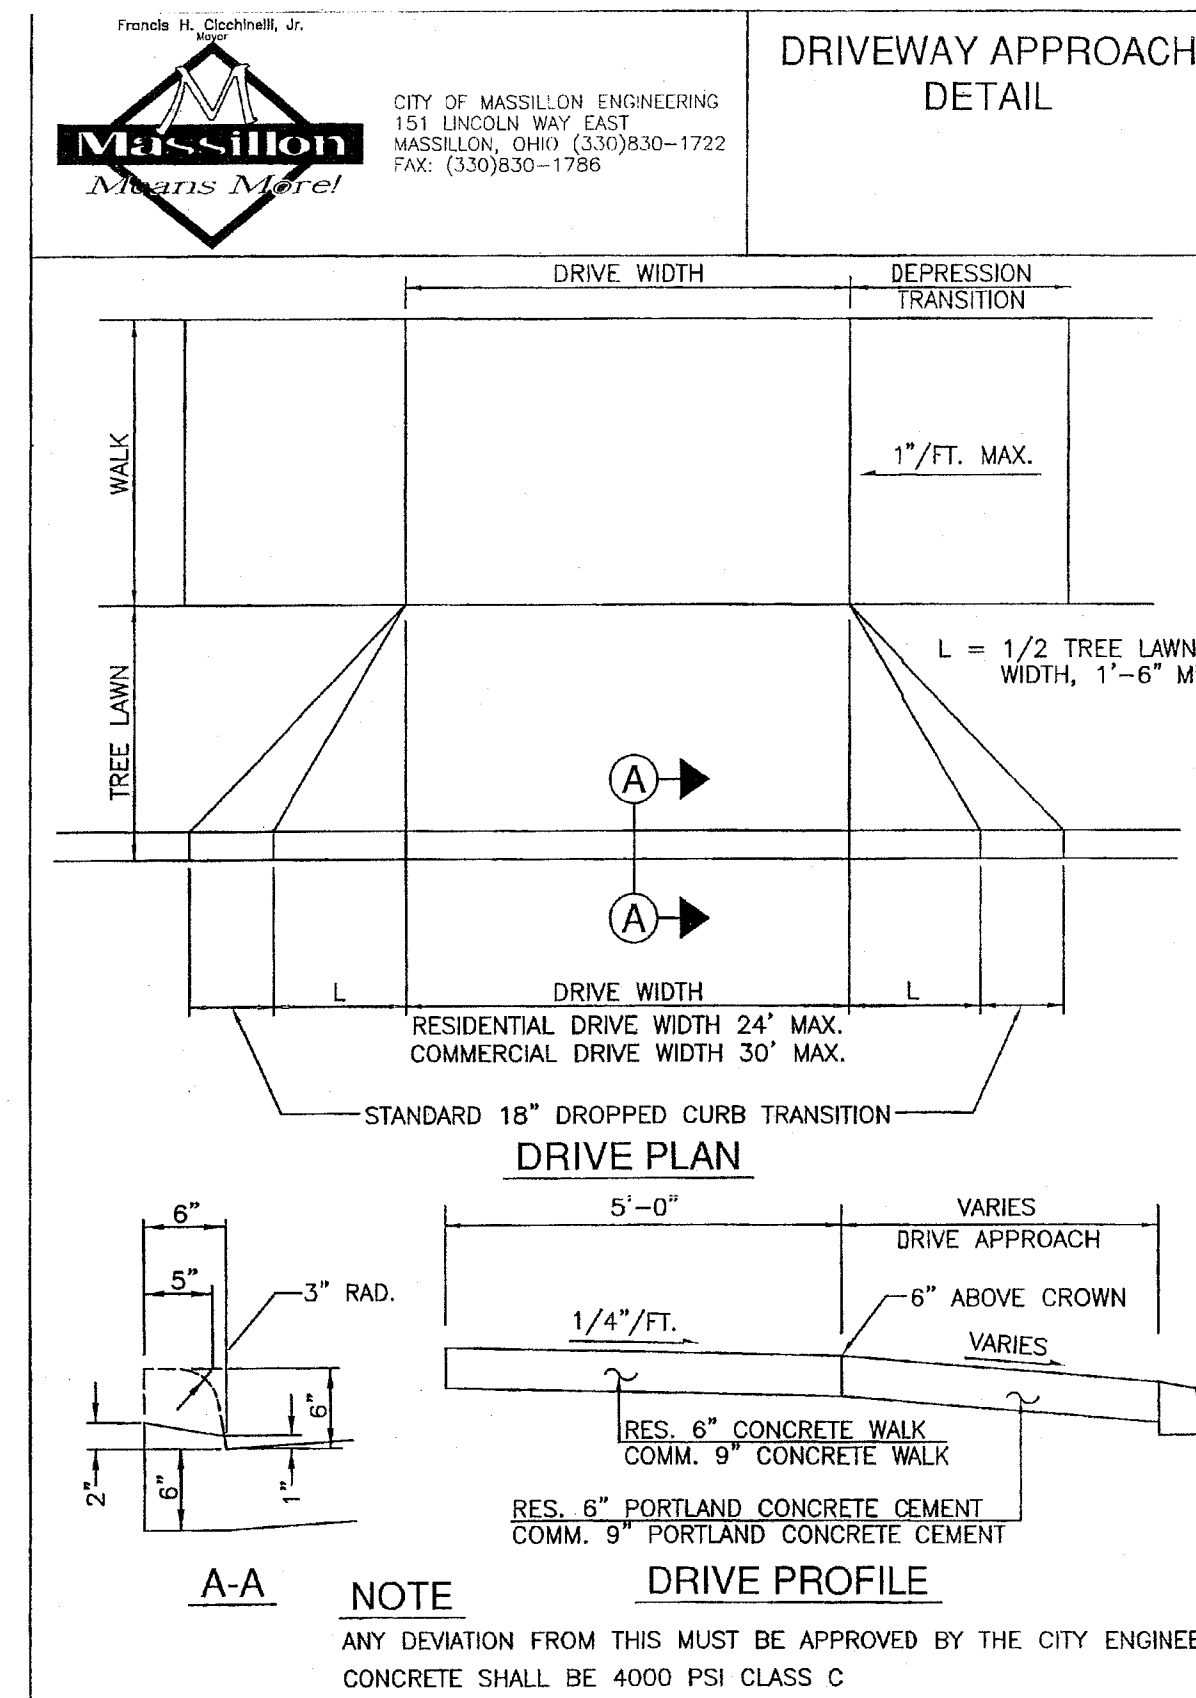 Francis H. Cicchinelli, Jr.
Mayor
M
Massillon
Means More!
CITY OF MASSILLON ENGINEERING
151 LINCOLN WAY EAST
MASSILLON, OHIO (330)830-1722
FAX: (330)830-1786
DRIVEWAY APPROACH
DETAIL
DRIVE WIDTH
DEPRESSION
TRANSITION
WALK
1"/FT. MAX.
TREE LAWN
L = 1/2 TREE LAWN
WIDTH, 1'-6" M
A
A
L
DRIVE WIDTH
L
RESIDENTIAL DRIVE WIDTH 24' MAX.
COMMERCIAL DRIVE WIDTH 30' MAX.
STANDARD 18" DROPPED CURB TRANSITION
DRIVE PLAN
6"
5"
3" RAD.
6"
2"
6"
1"
A-A
5'-0"
VARIES
DRIVE APPROACH
6" ABOVE CROWN
1/4"/FT.
VARIES
RES. 6" CONCRETE WALK
COMM. 9" CONCRETE WALK
RES. 6" PORTLAND CONCRETE CEMENT
COMM. 9" PORTLAND CONCRETE CEMENT
DRIVE PROFILE
NOTE
ANY DEVIATION FROM THIS MUST BE APPROVED BY THE CITY ENGINEE
CONCRETE SHALL BE 4000 PSI CLASS C